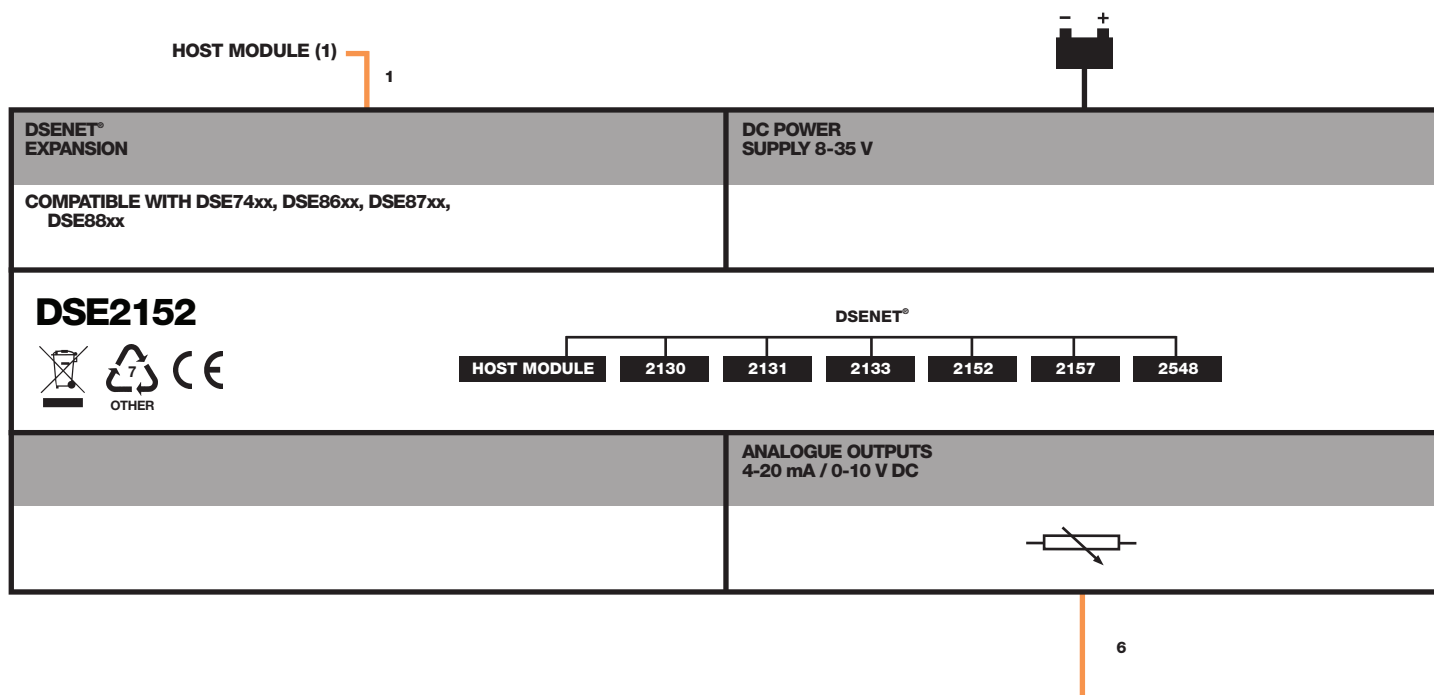 HOST MODULE (1)
1
- +
DSENET®
EXPANSION
DC POWER
SUPPLY 8-35 V
COMPATIBLE WITH DSE74xx, DSE86xx, DSE87xx,
DSE88xx
DSE2152
7
OTHER
CE
DSENET®
HOST MODULE 2130 2131 2133 2152 2157 2548
ANALOGUE OUTPUTS
4-20 mA / 0-10 V DC
6